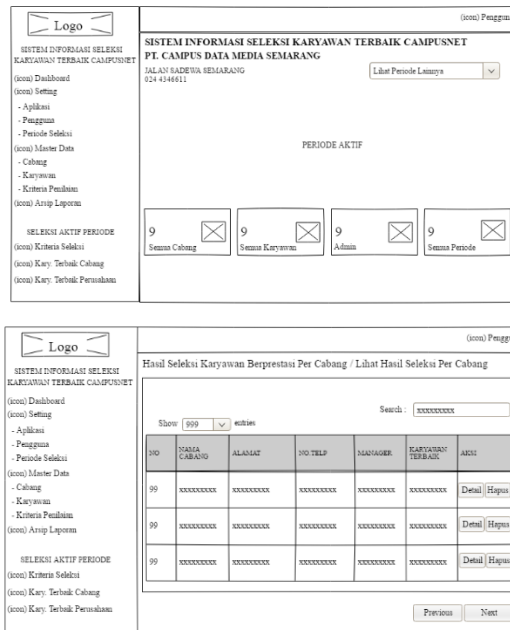 Logo
SISTEM INFORMASI SELEKSI
KARYAWAN TERBAIK CAMPUSNET
(icon) Dashboard
(icon) Setting
- Aplikasi
- Pengguna
- Periode Seleksi
(icon) Master Data
- Cabang
- Karyawan
- Kriteria Penilaian
(icon) Arsip Laporan
SELEKSI AKTIF PERIODE
(icon) Kriteria Seleksi
(icon) Kary. Terbaik Cabang
(icon) Kary. Terbaik Perusahaan
(icon) Pengguna
SISTEM INFORMASI SELEKSI KARYAWAN TERBAIK CAMPUSNET
PT. CAMPUS DATA MEDIA SEMARANG
JALAN SADEWA SEMARANG
024 4346611
Lihat Periode Lainnya
PERIODE AKTIF
9
Semua Cabang
9
Semua Karyawan
9
Admin
9
Semua Periode
Logo
SISTEM INFORMASI SELEKSI
KARYAWAN TERBAIK CAMPUSNET
(icon) Dashboard
(icon) Setting
- Aplikasi
- Pengguna
- Periode Seleksi
(icon) Master Data
- Cabang
- Karyawan
- Kriteria Penilaian
(icon) Arsip Laporan
SELEKSI AKTIF PERIODE
(icon) Kriteria Seleksi
(icon) Kary. Terbaik Cabang
(icon) Kary. Terbaik Perusahaan
(icon) Penggu
Hasil Seleksi Karyawan Berprestasi Per Cabang / Lihat Hasil Seleksi Per Cabang
Search : xxxxxxxxx
Show 999 entries
NO NAMA CABANG ALAMAT NO.TELP MANAGER KARYAWAN TERBAIK AKSI
99 xxxxxxxxx xxxxxxxxx xxxxxxxxx xxxxxxxxx xxxxxxxxx Detail Hapus
99 xxxxxxxxx xxxxxxxxx xxxxxxxxx xxxxxxxxx xxxxxxxxx Detail Hapus
99 xxxxxxxxx xxxxxxxxx xxxxxxxxx xxxxxxxxx xxxxxxxxx Detail Hapus
Previous Next